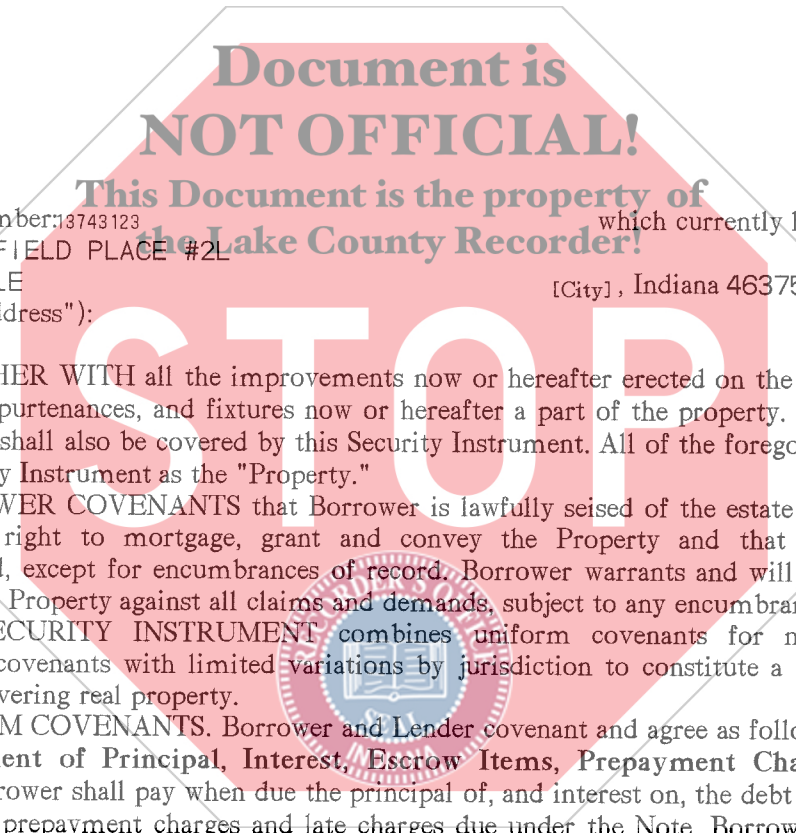 Document is
NOT OFFICIAL!
This Document is the property of
the Lake County Recorder!
mber:13743123 which currently
FIELD PLACE #2L
LE [City], Indiana 46375
dress"):
STOP
HER WITH all the improvements now or hereafter erected on the
purtenances, and fixtures now or hereafter a part of the property.
shall also be covered by this Security Instrument. All of the forego
y Instrument as the "Property."
WER COVENANTS that Borrower is lawfully seised of the estate
right to mortgage, grant and convey the Property and that
l, except for encumbrances of record. Borrower warrants and will
Property against all claims and demands, subject to any encumbran
ECURITY INSTRUMENT combines uniform covenants for n
covenants with limited variations by jurisdiction to constitute a
vering real property.
M COVENANTS. Borrower and Lender covenant and agree as follo
ent of Principal, Interest, Escrow Items, Prepayment Cha
rower shall pay when due the principal of, and interest on, the debt
prepayment charges and late charges due under the Note. Borrow
RECORDER'S OFFICE
SEAL
INDIANA